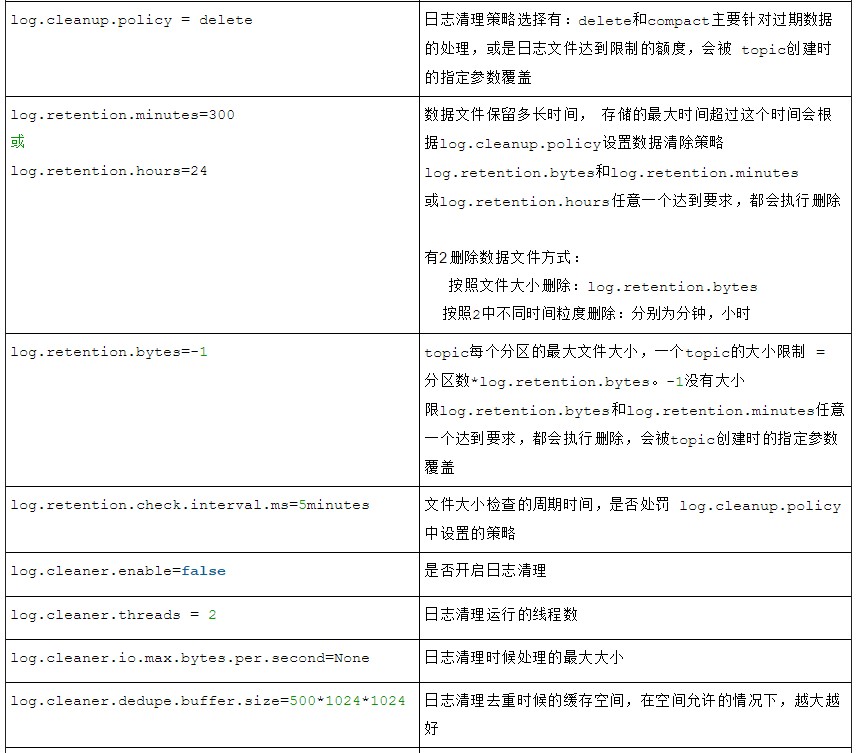 log.cleanup.policy = delete
日志清理策略选择有：delete和compact主要针对过期数据
的处理，或是日志文件达到限制的额度，会被 topic创建时
的指定参数覆盖
log.retention.minutes=300
或
log.retention.hours=24
数据文件保留多长时间， 存储的最大时间超过这个时间会根
据log.cleanup.policy设置数据清除策略
log.retention.bytes和log.retention.minutes
或log.retention.hours任意一个达到要求，都会执行删除
有2删除数据文件方式：
按照文件大小删除：log.retention.bytes
按照2中不同时间粒度删除：分别为分钟，小时
log.retention.bytes=-1
topic每个分区的最大文件大小，一个topic的大小限制 =
分区数*log.retention.bytes。-1没有大小
限log.retention.bytes和log.retention.minutes任意
一个达到要求，都会执行删除，会被topic创建时的指定参数
覆盖
log.retention.check.interval.ms=5minutes
文件大小检查的周期时间，是否处罚 log.cleanup.policy
中设置的策略
log.cleaner.enable=false
是否开启日志清理
log.cleaner.threads = 2
日志清理运行的线程数
log.cleaner.io.max.bytes.per.second=None
日志清理时候处理的最大大小
log.cleaner.dedupe.buffer.size=500*1024*1024
日志清理去重时候的缓存空间，在空间允许的情况下，越大越
好